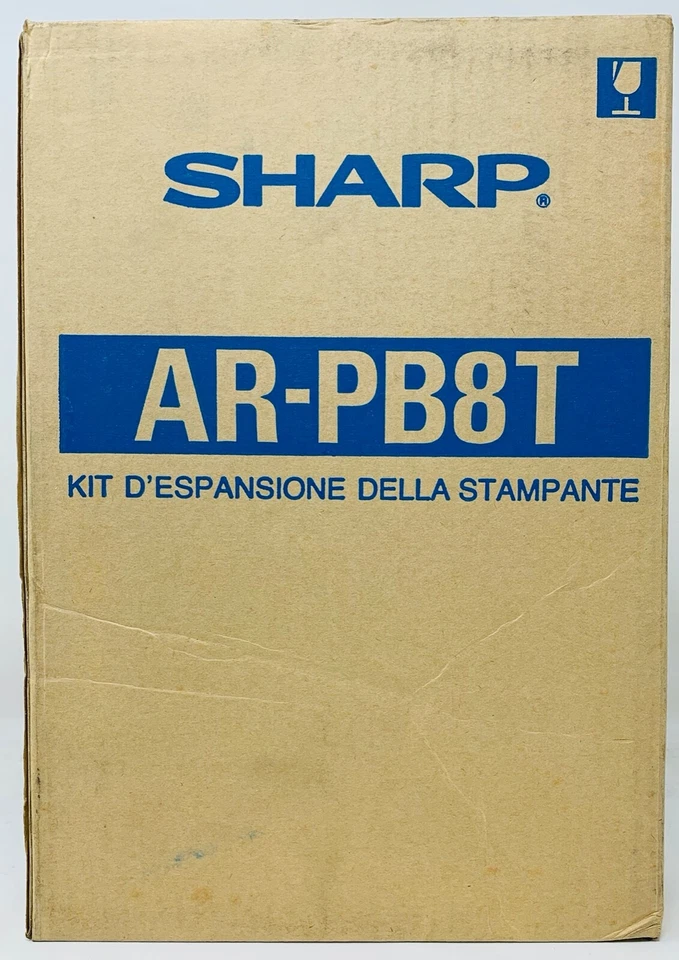 SHARP®
AR-PB8T
KIT D'ESPANSIONE DELLA STAMPANTE